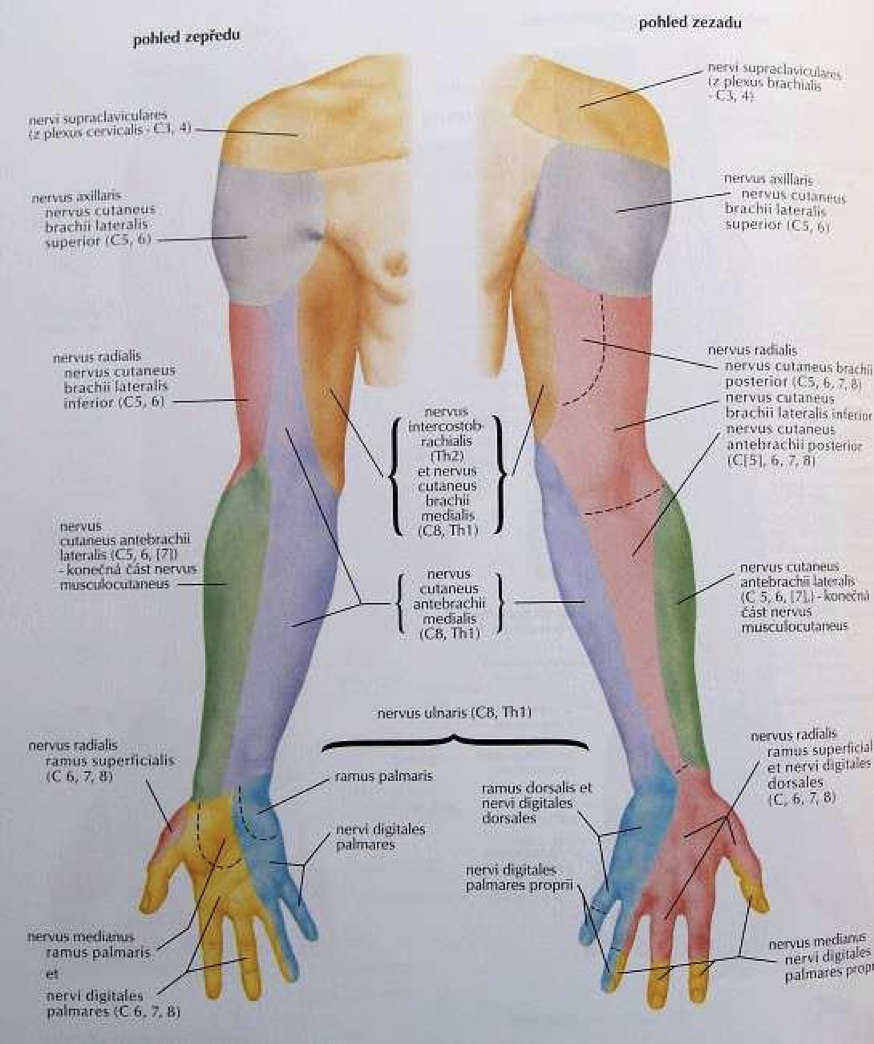 pohled zepředu
pohled zezadu
nervi supraclaviculares
(z plexus cervicalis - C3, 4)
nervus axillaris
nervus cutaneus
brachii lateralis
superior (C5, 6)
nervus radialis
nervus cutaneus
brachii lateralis
inferior (C5, 6)
nervus
cutaneus antebrachii
lateralis (C5, 6, [7])
- konečná část nervus
musculocutaneus
nervus radialis
ramus superficialis
(C 6, 7, 8)
nervus medianus
ramus palmaris
et
nervi digitales
palmares (C 6, 7, 8)
nervus
intercostob-
rachialis
(Th2)
et nervus
cutaneus
brachii
medialis
(C8, Th1)
nervus
cutaneus
antebrachii
medialis
(C8, Th1)
nervus ulnaris (C8, Th1)
ramus palmaris
nervi digitales
palmares
ramus dorsalis et
nervi digitales
dorsales
nervi digitales
palmares proprii
nervi supraclaviculares
(z plexus brachialis
- C3, 4)
nervus axillaris
nervus cutaneus
brachii lateralis
superior (C5, 6)
nervus radialis
nervus cutaneus brachii
posterior (C5, 6, 7, 8)
nervus cutaneus
brachii lateralis inferior
nervus cutaneus
antebrachii posterior
(C[5], 6, 7, 8)
nervus cutaneus
antebrachii lateralis
(C 5, 6, [7],) - konečná
část nervus
musculocutaneus
nervus radialis
ramus superficial
et nervi digitales
dorsales
(C, 6, 7, 8)
nervus medianus
nervi digitales
palmares propr